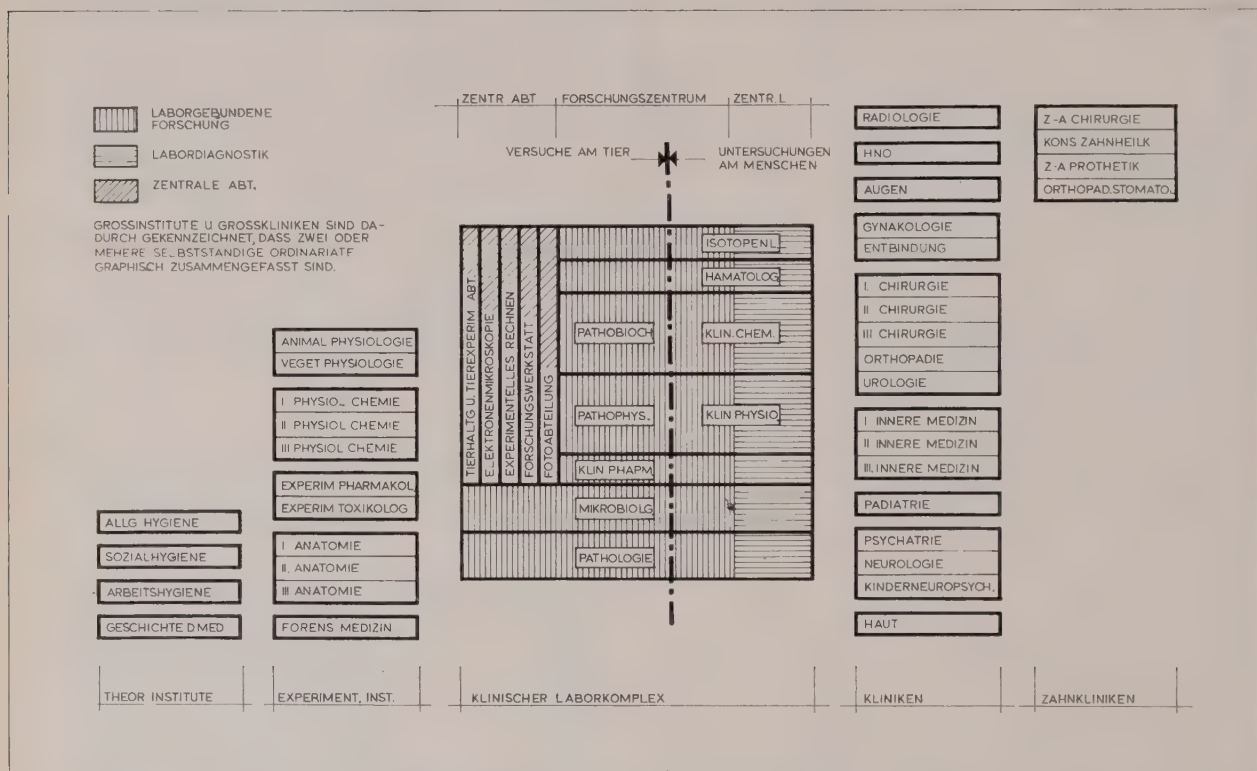 LABORGEBUNDENE
FORSCHUNG
LABORDIAGNOSTIK
ZENTRALE ABT.
GROSSINSTITUTE U GROSSKLINIKEN SIND DA-
DURCH GEKENNZEICHNET, DASS ZWEI ODER
MEHERE SELBSTSTANDIGE ORDINARIATE
GRAPHISCH ZUSAMMENGEFASST SIND.
ALLG HYGIENE
SOZIALHYGIENE
ARBEITSHYGIENE
GESCHICHTE D MED
THEOR INSTITUTE
ANIMAL PHYSIOLOGIE
VEGET PHYSIOLOGIE
I PHYSIOL CHEMIE
II PHYSIOL CHEMIE
III PHYSIOL CHEMIE
EXPERIM PHARMAKOL
EXPERIM TOXIKOLOG
I ANATOMIE
II. ANATOMIE
III ANATOMIE
FORENS MEDIZIN
EXPERIMENT. INST.
ZENTR ABT
FORSCHUNGSZENTRUM
ZENTR. L
VERSUCHE AM TIER
UNTERSUCHUNGEN
AM MENSCHEN
TIERHALTG U. TIEREXPERIM ABT.
ELEKTRONENMIKROSKOPIE
EXPERIMENTELLES RECHNEN
FORSCHUNGSWERKSTATT
FOTOABTEILUNG
ISOTOPENL
HAMATOLOG
PATHOBIOCH
KLIN. CHEM.
PATHOPHYS.
KLIN PHYSIO
KLIN PHAPM
MIKROBIOLG
PATHOLOGIE
KLINISCHER LABORKOMPLEX
RADIOLOGIE
HNO
AUGEN
GYNAKOLOGIE
ENTBINDUNG
I. CHIRURGIE
II CHIRURGIE
III CHIRURGIE
ORTHOPADIE
UROLOGIE
I INNERE MEDIZIN
II INNERE MEDIZIN
III. INNERE MEDIZIN
PADIATRIE
PSYCHATRIE
NEUROLOGIE
KINDERNEUROPSYCH.
HAUT
KLINIKEN
Z-A CHIRURGIE
KONS ZAHNHEILK
Z-A PROTHETIK
ORTHOPAD. STOMATO.
ZAHNKLINIKEN